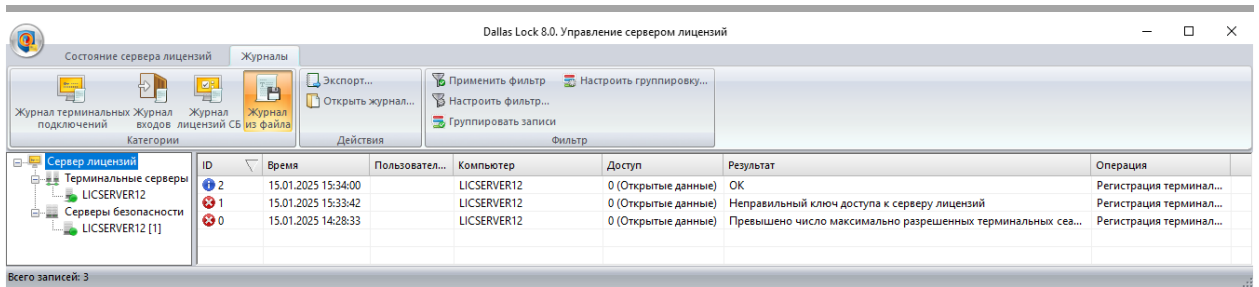 Dallas Lock 8.0. Управление сервером лицензий
Состояние сервера лицензий Журналы
Журнал терминальных подключений
Журнал входов
Журнал лицензий СБ
Журнал из файла
Категории
Экспорт...
Открыть журнал...
Действия
Применить фильтр
Настроить фильтр...
Группировать записи
Настроить группировку...
Фильтр
Сервер лицензий
Терминальные серверы
LICSERVER12
Серверы безопасности
LICSERVER12 [1]
ID Время Пользовател... Компьютер Доступ Результат Операция
2 15.01.2025 15:34:00 LICSERVER12 0 (Открытые данные) OK Регистрация терминал...
1 15.01.2025 15:33:42 LICSERVER12 0 (Открытые данные) Неправильный ключ доступа к серверу лицензий Регистрация терминал...
0 15.01.2025 14:28:33 LICSERVER12 0 (Открытые данные) Превышено число максимально разрешенных терминальных сеа... Регистрация терминал...
Всего записей: 3